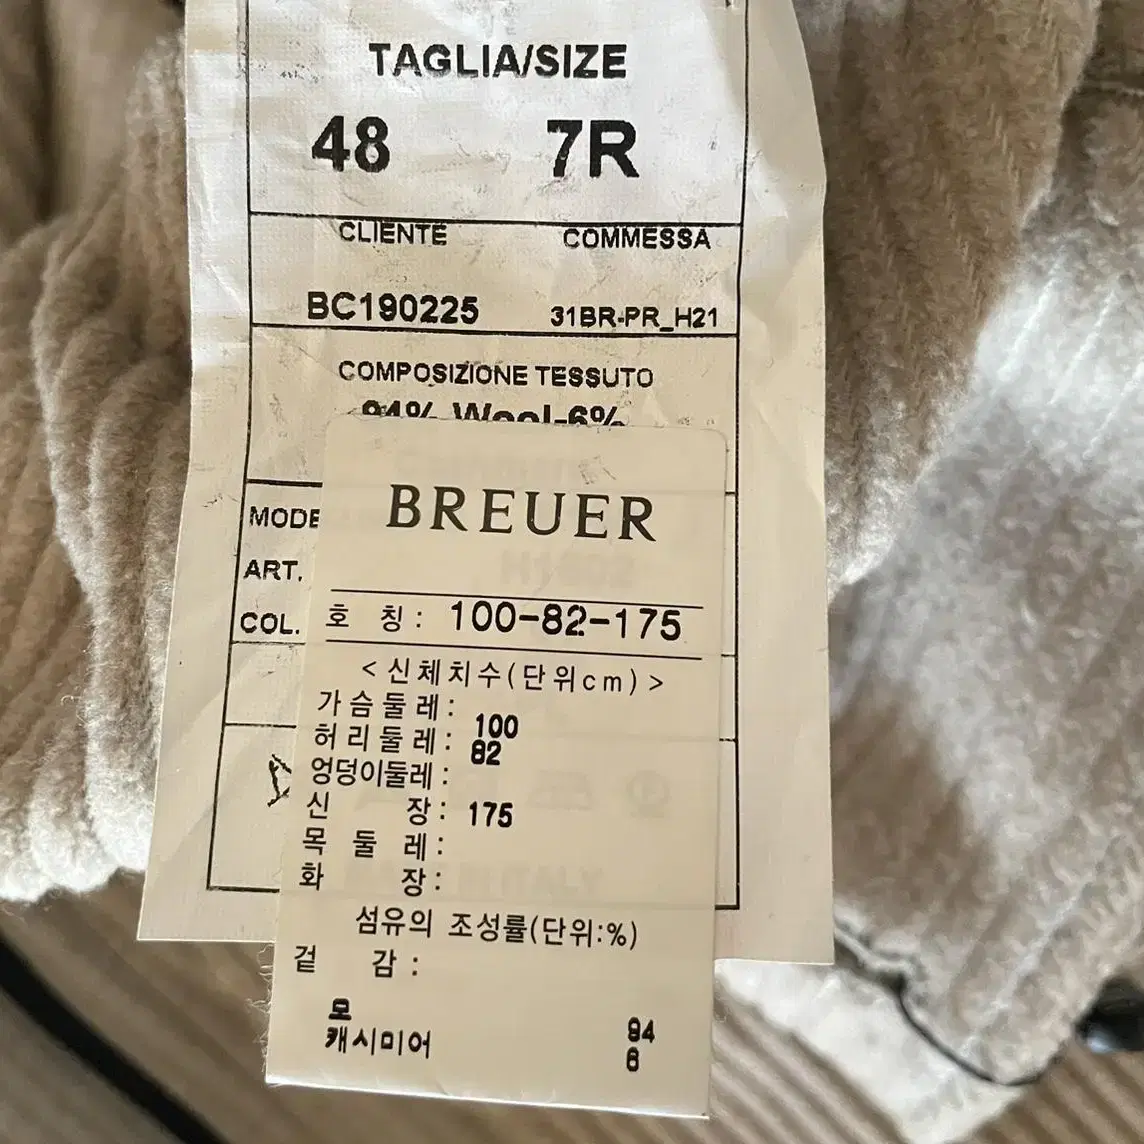 TAGLIA/SIZE
48 7R
CLIENTE COMMESSA
BC190225 31BR-PR_H21
COMPOSIZIONE TESSUTO
94% Wool-6%
BREUER
MODE
ART.
COL.
호 칭: 100-82-175
<신체치수(단위cm)>
가슴둘레: 100
허리둘레: 82
엉덩이둘레:
신 장: 175
목 둘 레:
화 장:
섬유의 조성률(단위:%)
겉 감:
모 94
캐시미어 6